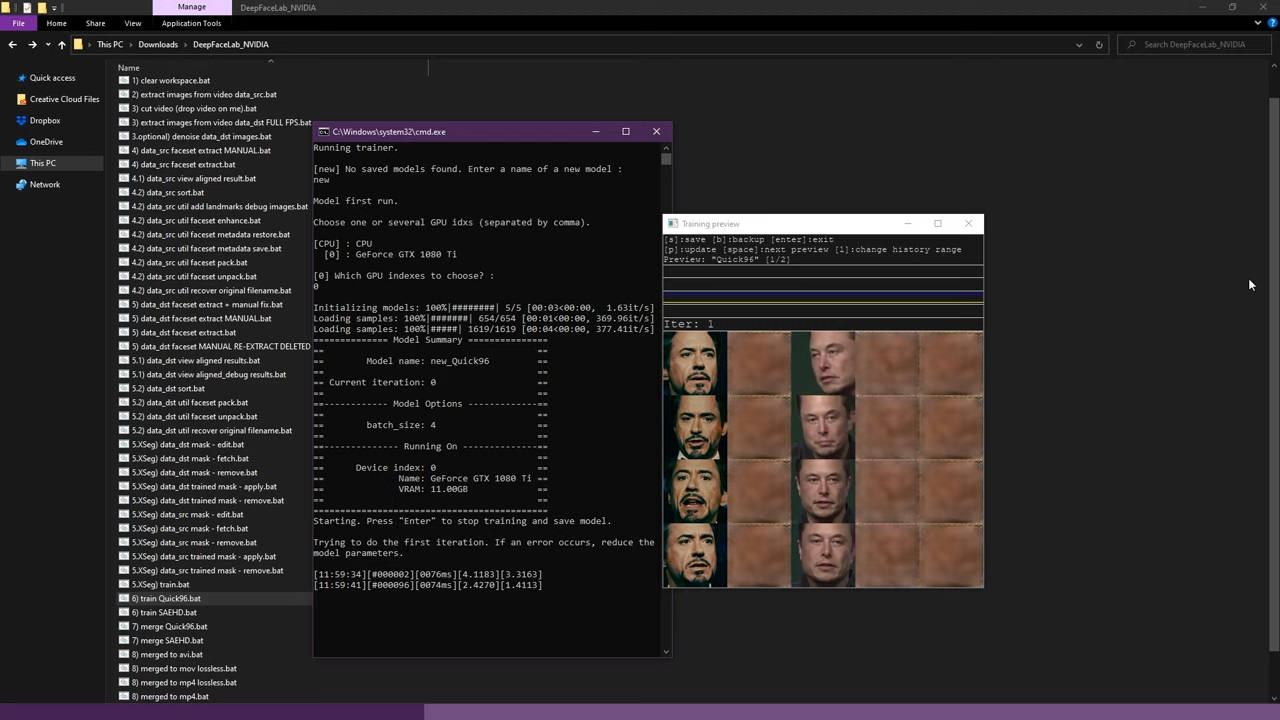 Manage
DeepFaceLab_NVIDIA
File
Home
Share
View
Application Tools
This PC
Downloads
DeepFaceLab_NVIDIA
Search DeepFaceLab_NVIDIA
Quick access
Creative Cloud Files
Dropbox
OneDrive
This PC
Network
Name
1) clear workspace.bat
2) extract images from video data_src.bat
3) cut video (drop video on me).bat
3) extract images from video data_dst FULL FPS.bat
3.optional) denoise data_dst images.bat
4) data_src faceset extract MANUAL.bat
4) data_src faceset extract.bat
4.1) data_src view aligned result.bat
4.2) data_src sort.bat
4.2) data_src util add landmarks debug images.bat
4.2) data_src util faceset enhance.bat
4.2) data_src util faceset metadata restore.bat
4.2) data_src util faceset metadata save.bat
4.2) data_src util faceset pack.bat
4.2) data_src util faceset unpack.bat
4.2) data_src util recover original filename.bat
5) data_dst faceset extract + manual fix.bat
5) data_dst faceset extract MANUAL.bat
5) data_dst faceset extract.bat
5) data_dst faceset MANUAL RE-EXTRACT DELETED
5.1) data_dst view aligned results.bat
5.1) data_dst view aligned_debug results.bat
5.2) data_dst sort.bat
5.2) data_dst util faceset pack.bat
5.2) data_dst util faceset unpack.bat
5.2) data_dst util recover original filename.bat
5.XSeg) data_dst mask - edit.bat
5.XSeg) data_dst mask - fetch.bat
5.XSeg) data_dst mask - remove.bat
5.XSeg) data_dst trained mask - apply.bat
5.XSeg) data_dst trained mask - remove.bat
5.XSeg) data_src mask - edit.bat
5.XSeg) data_src mask - fetch.bat
5.XSeg) data_src mask - remove.bat
5.XSeg) data_src trained mask - apply.bat
5.XSeg) data_src trained mask - remove.bat
5.XSeg) train.bat
6) train Quick96.bat
6) train SAEHD.bat
7) merge Quick96.bat
7) merge SAEHD.bat
8) merged to avi.bat
8) merged to mov lossless.bat
8) merged to mp4 lossless.bat
8) merged to mp4.bat
C:\Windows\system32\cmd.exe
Running trainer.
[new] No saved models found. Enter a name of a new model :
new
Model first run.
Choose one or several GPU idxs (separated by comma).
[CPU] : CPU
[0] : GeForce GTX 1080 Ti
[0] Which GPU indexes to choose? :
0
Initializing models: 100%|########| 5/5 [00:03<00:00, 1.63it/s]
Loading samples: 100%|#######| 654/654 [00:01<00:00, 369.96it/s]
Loading samples: 100%|#####| 1619/1619 [00:04<00:00, 377.41it/s]
============== Model Summary ===============
== ==
== Model name: new_Quick96 ==
== ==
== Current iteration: 0 ==
== ==
==------------ Model Options -------------==
== ==
== batch_size: 4 ==
== ==
==-------------- Running On --------------==
== ==
== Device index: 0 ==
== Name: GeForce GTX 1080 Ti ==
== VRAM: 11.00GB ==
== ==
============================================
Starting. Press "Enter" to stop training and save model.
Trying to do the first iteration. If an error occurs, reduce the
model parameters.
[11:59:34][#000002][0076ms][4.1183][3.3163]
[11:59:41][#000096][0074ms][2.4270][1.4113]
Training preview
[s]:save [b]:backup [enter]:exit
[p]:update [space]:next preview [l]:change history range
Preview: "Quick96" [1/2]
Iter: 1